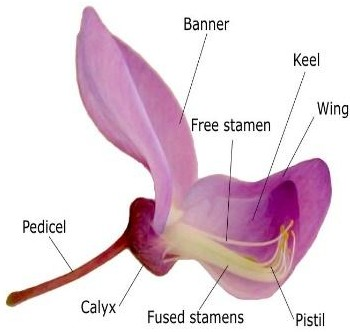 Banner
Keel
Wing
Free stamen
Pedicel
Calyx
Fused stamens
Pistil